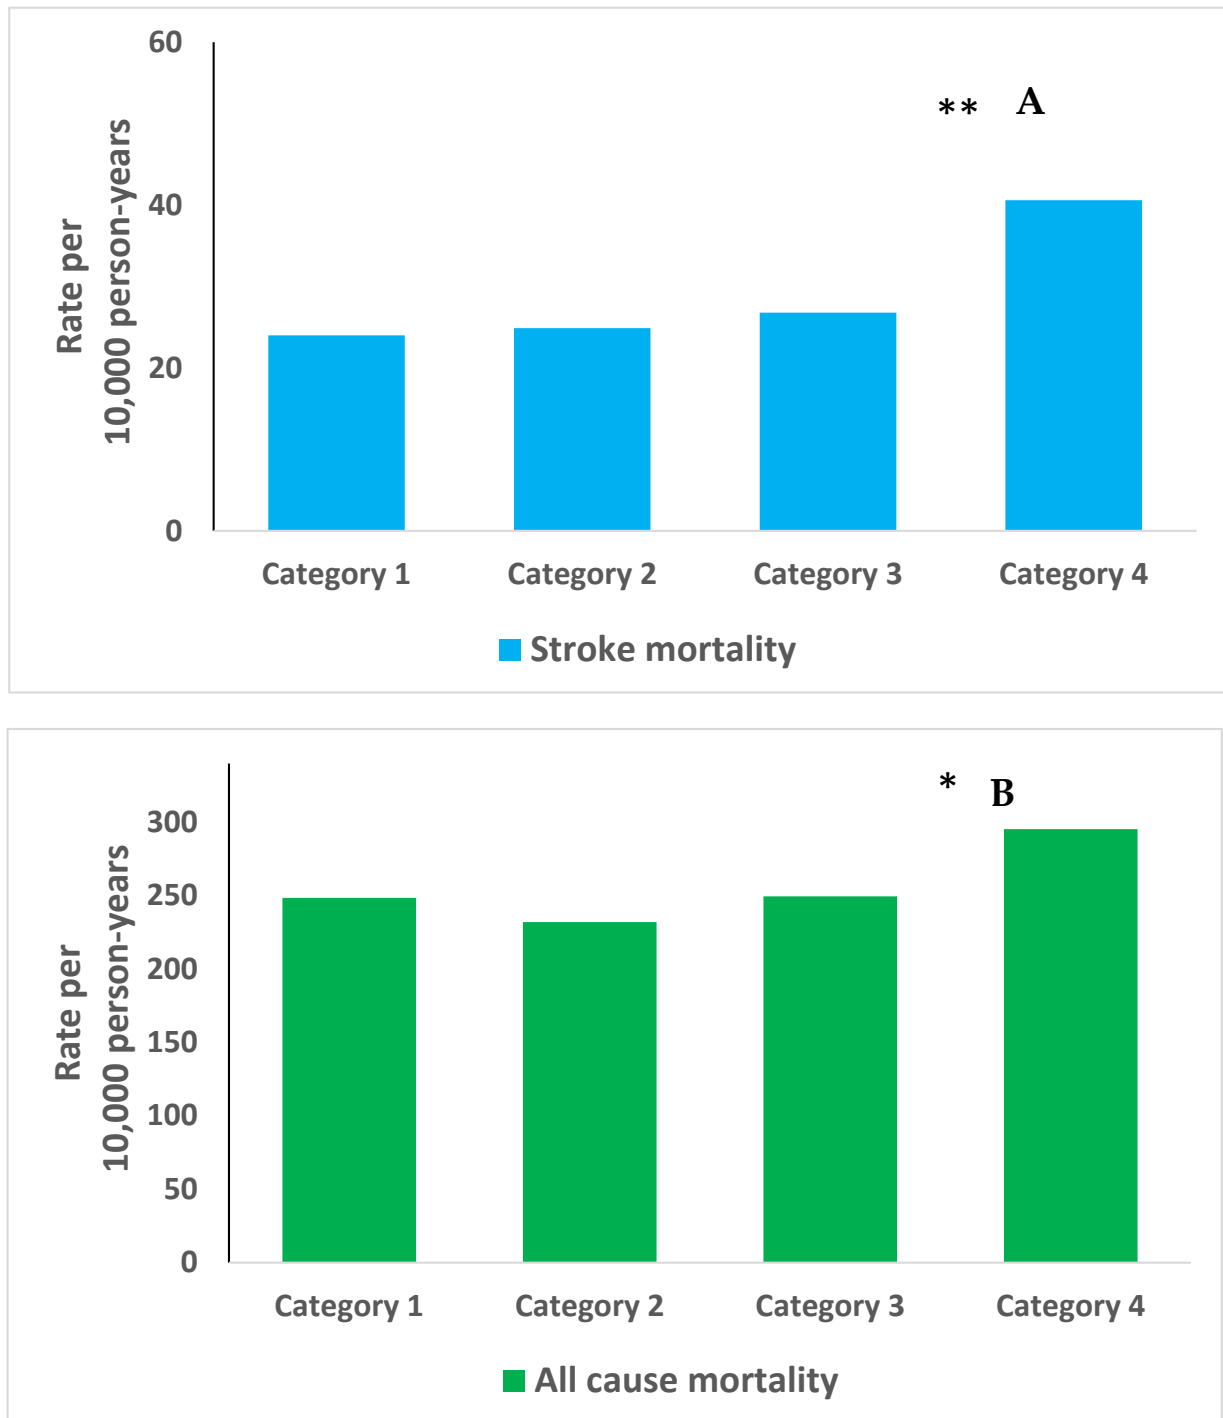 60
** A
40
20
0
Rate per
10,000 person-years
Category 1 Category 2 Category 3 Category 4
Stroke mortality
* B
300
250
200
150
100
50
0
Rate per
10,000 person-years
Category 1 Category 2 Category 3 Category 4
All cause mortality